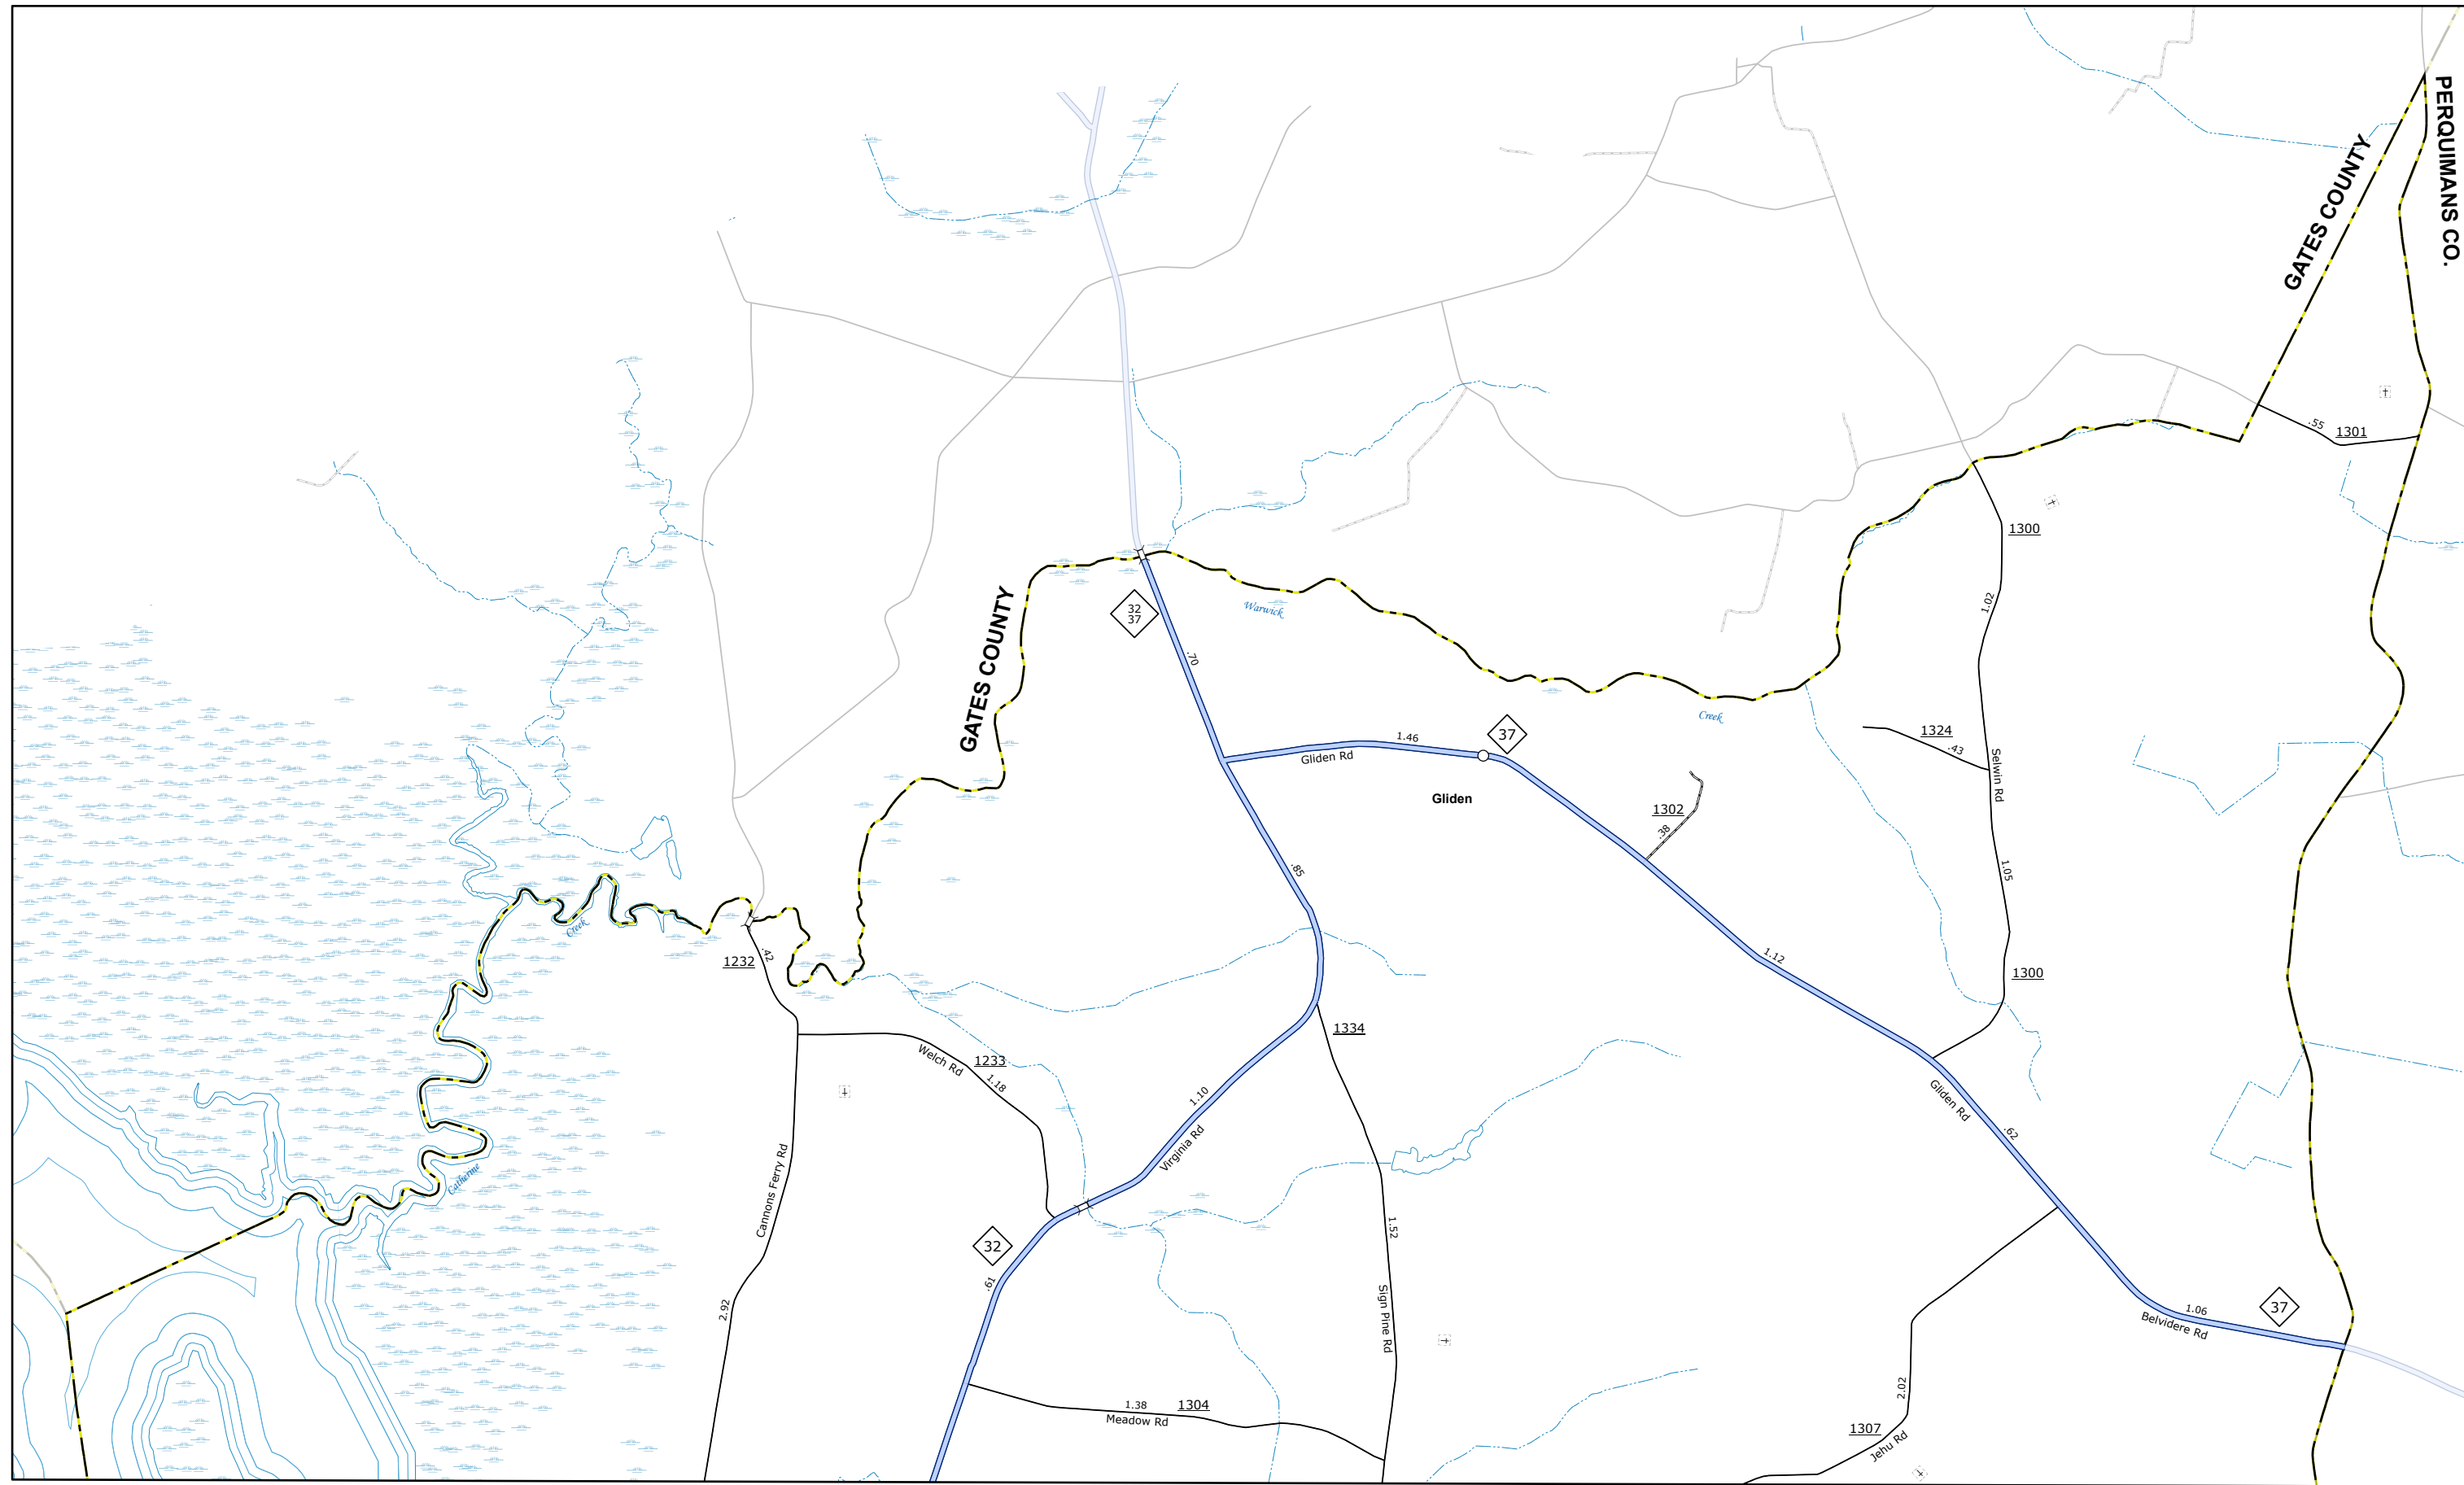 PERQUIMANS CO.
GATES COUNTY
.55
1301
1300
1.02
GATES COUNTY
32
37
Warwick
.70
Creek
37
1.46
Gliden Rd
1324
.43
Selwin Rd
Gliden
1302
.38
.85
1.05
Creek
.42
1232
1.12
1300
1334
Welch Rd
1233
1.18
1.10
Virginia Rd
Gliden Rd
.62
Catherine
Cannons Ferry Rd
32
1.52
.61
2.92
Sign Pine Rd
1.06
37
Belvidere Rd
2.02
1.38
1304
Meadow Rd
1307
Jehu Rd